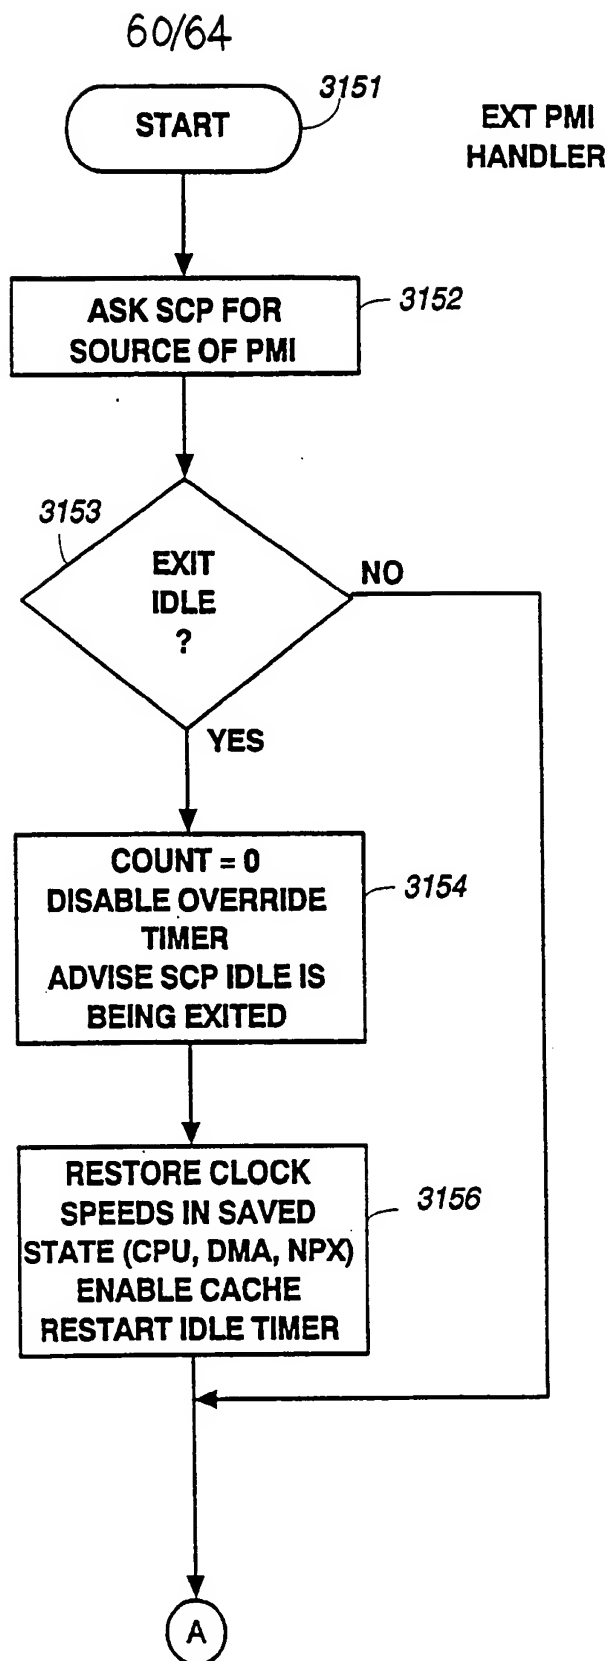 60/64
START
3151
EXT PMI
HANDLER
ASK SCP FOR
SOURCE OF PMI
3152
3153
EXIT
IDLE
?
NO
YES
COUNT = 0
DISABLE OVERRIDE
TIMER
ADVISE SCP IDLE IS
BEING EXITED
3154
RESTORE CLOCK
SPEEDS IN SAVED
STATE (CPU, DMA, NPX)
ENABLE CACHE
RESTART IDLE TIMER
3156
A